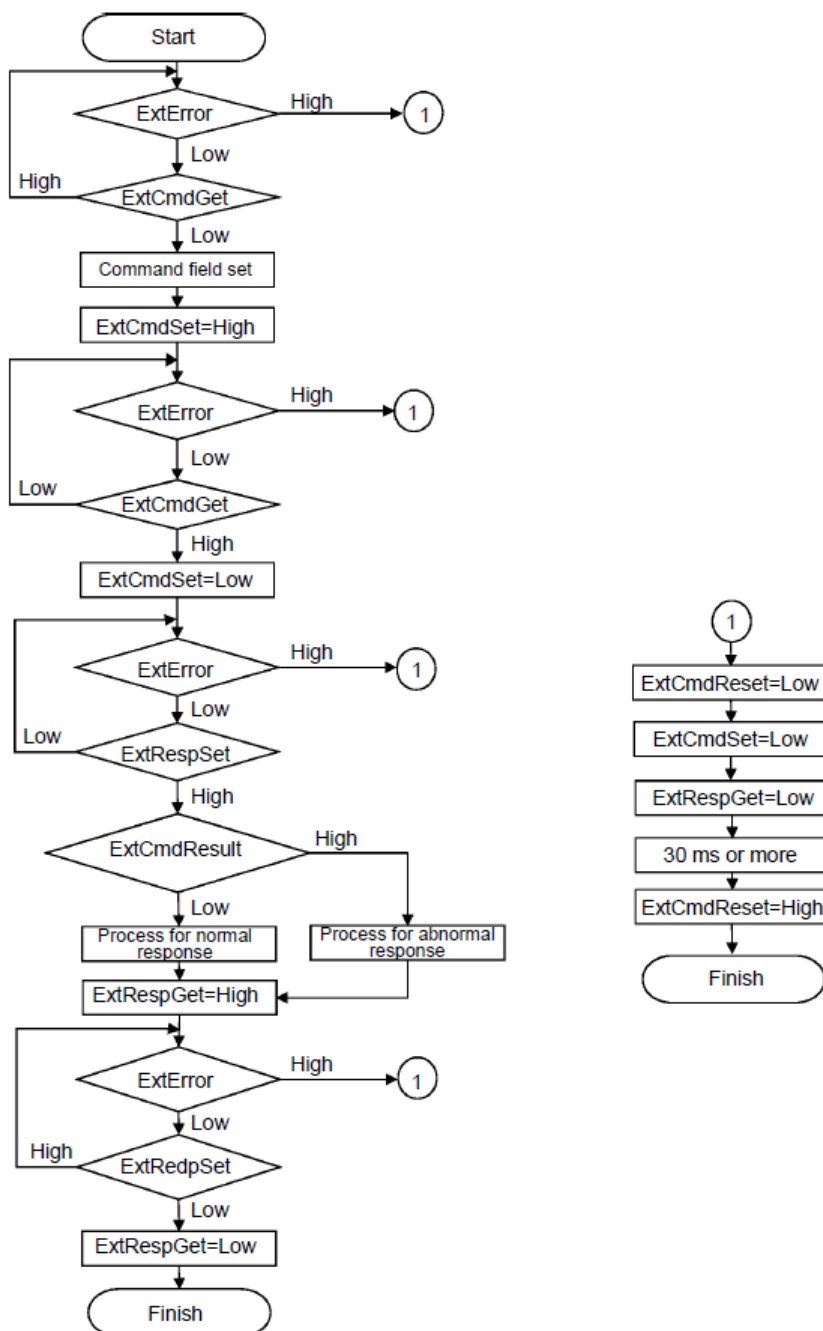 Start
ExtError
High
1
Low
High
ExtCmdGet
Low
Command field set
ExtCmdSet=High
ExtError
High
1
Low
Low
ExtCmdGet
High
ExtCmdSet=Low
ExtError
High
1
Low
Low
ExtRespSet
High
ExtCmdResult
High
Low
Process for normal
response
Process for abnormal
response
ExtRespGet=High
ExtError
High
1
Low
High
ExtRedpSet
Low
ExtRespGet=Low
Finish
1
ExtCmdReset=Low
ExtCmdSet=Low
ExtRespGet=Low
30 ms or more
ExtCmdReset=High
Finish